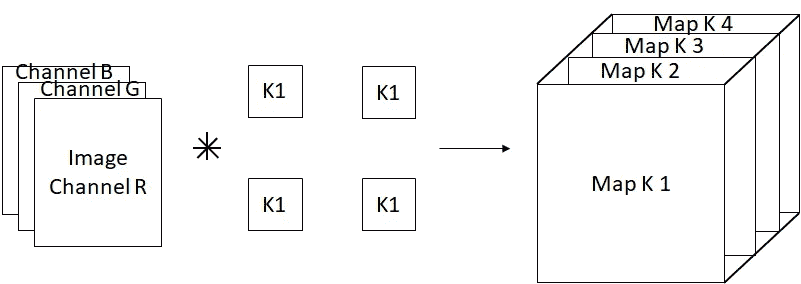 Channel B
Channel G
Image
Channel R
K1
K1
K1
K1
Map K 4
Map K 3
Map K 2
Map K 1